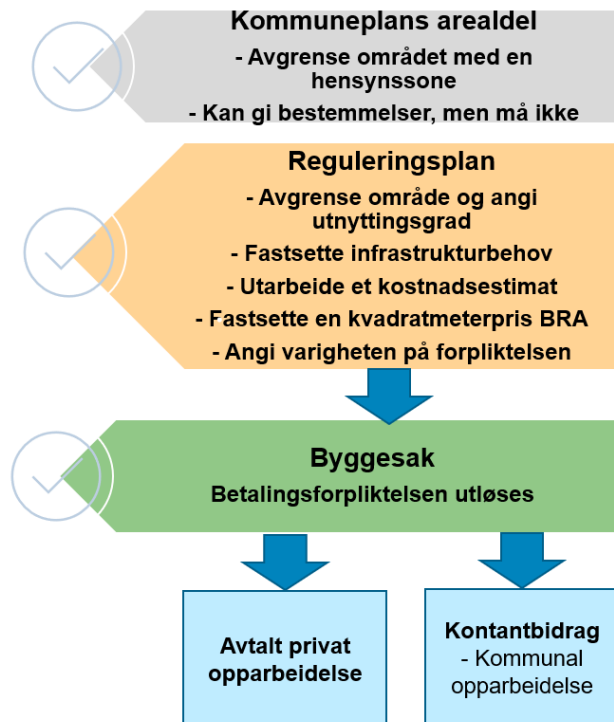 Kommuneplans arealdel
- Avgrense området med en
hensynssone
- Kan gi bestemmelser, men må ikke
Reguleringsplan
- Avgrense område og angi
utnyttingsgrad
- Fastsette infrastrukturbehov
- Utarbeide et kostnadsestimat
- Fastsette en kvadratmeterpris BRA
- Angi varigheten på forpliktelsen
Byggesak
Betalingsforpliktelsen utløses
Avtalt privat
opparbeidelse
Kontantbidrag
- Kommunal
opparbeidelse